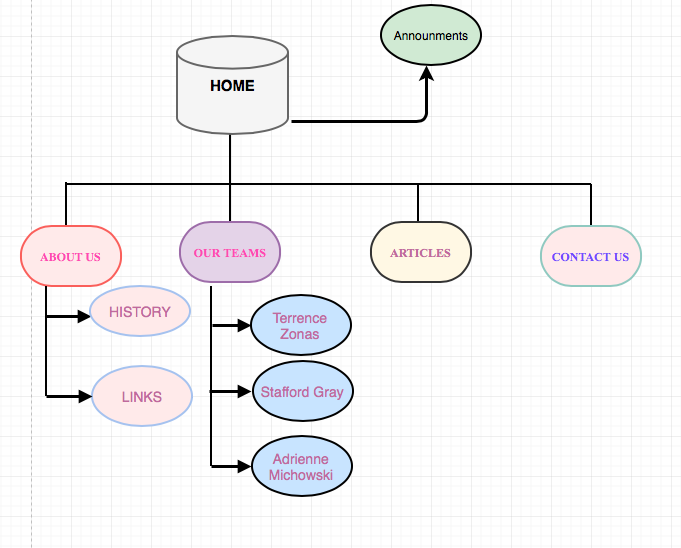 Announments
HOME
ABOUT US
OUR TEAMS
ARTICLES
CONTACT US
HISTORY
LINKS
Terrence
Zonas
Stafford Gray
Adrienne
Michowski